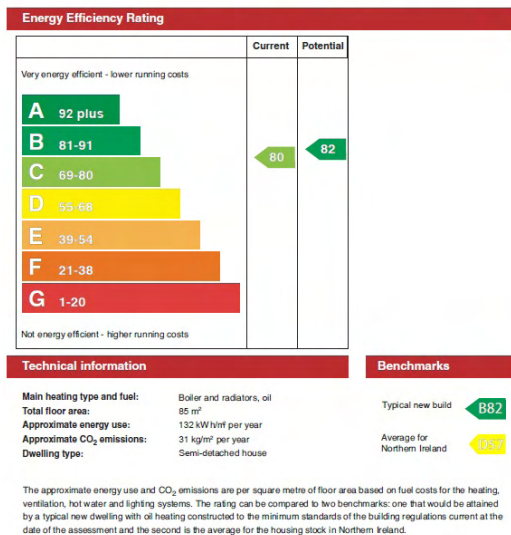 Energy Efficiency Rating
Current Potential
Very energy efficient - lower running costs
A 92 plus
B 81-91
C 69-80
D 55-68
E 39-54
F 21-38
G 1-20
80
82
Not energy efficient - higher running costs
Technical information
Main heating type and fuel: Boiler and radiators, oil
Total floor area: 85 m²
Approximate energy use: 132 kWh/m² per year
Approximate CO₂ emissions: 31 kg/m² per year
Dwelling type: Semi-detached house
Benchmarks
Typical new build B82
Average for
Northern Ireland
The approximate energy use and CO₂ emissions are per square metre of floor area based on fuel costs for the heating,
ventilation, hot water and lighting systems. The rating can be compared to two benchmarks: one that would be attained
by a typical new dwelling with oil heating constructed to the minimum standards of the building regulations current at the
date of the assessment and the second is the average for the housing stock in Northern Ireland.